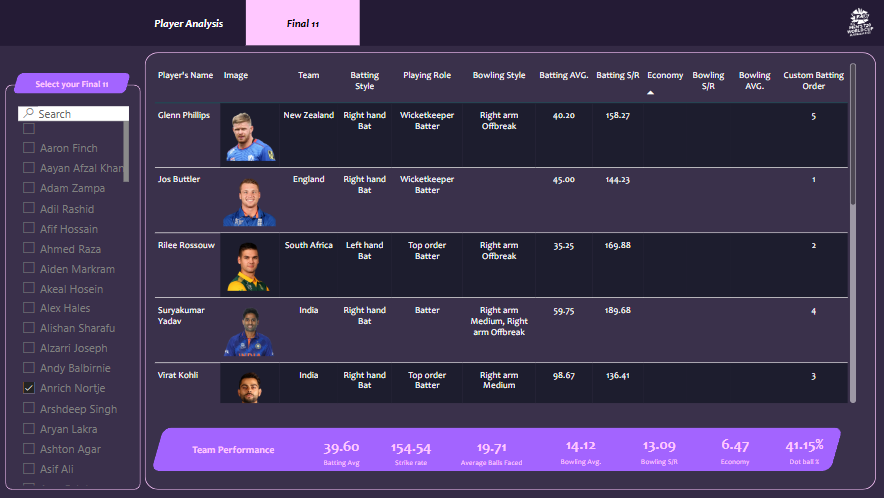 Player Analysis
Final 11
Select your Final 11
Search
Aaron Finch
Aayan Afzal Khan
Adam Zampa
Adil Rashid
Afif Hossain
Ahmed Raza
Aiden Markram
Akeal Hosein
Alex Hales
Alishan Sharafu
Alzarri Joseph
Andy Balbirnie
Anrich Nortje
Arshdeep Singh
Aryan Lakra
Ashton Agar
Asif Ali
Player's Name Image Team Batting Style Playing Role Bowling Style Batting AVG. Batting S/R Economy Bowling S/R Bowling AVG. Custom Batting Order
Glenn Phillips New Zealand Right hand Bat Wicketkeeper Batter Right arm Offbreak 40.20 158.27 5
Jos Buttler England Right hand Bat Wicketkeeper Batter 45.00 144.23 1
Rilee Rossouw South Africa Left hand Bat Top order Batter Right arm Offbreak 35.25 169.88 2
Suryakumar Yadav India Right hand Bat Batter Right arm Medium, Right arm Offbreak 59.75 189.68 4
Virat Kohli India Right hand Bat Top order Batter Right arm Medium 98.67 136.41 3
Team Performance
39.60 154.54 19.71 14.12 13.09 6.47 41.15%
Batting Avg Strike rate Average Balls Faced Bowling Avg. Bowling S/R Economy Dot ball %